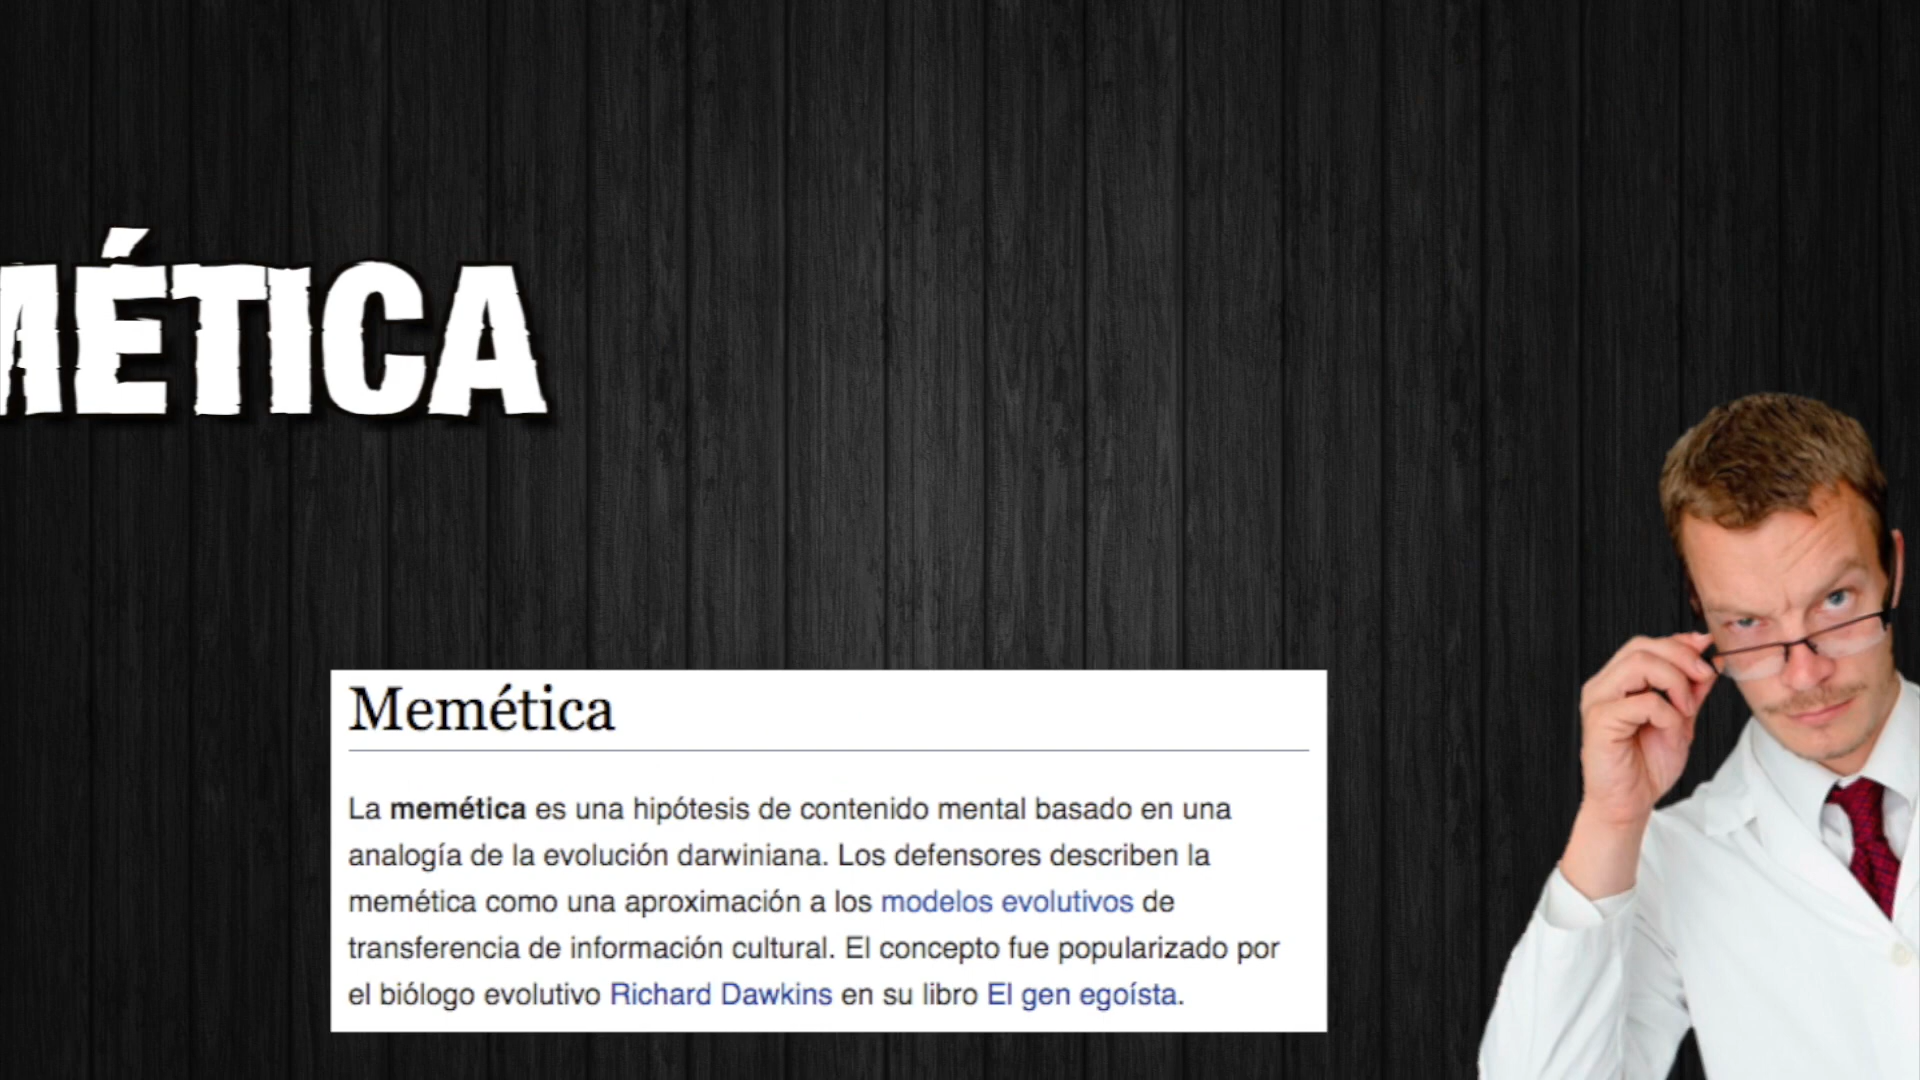 MÉTICA
Memética
La memética es una hipótesis de contenido mental basado en una
analogía de la evolución darwiniana. Los defensores describen la
memética como una aproximación a los modelos evolutivos de
transferencia de información cultural. El concepto fue popularizado por
el biólogo evolutivo Richard Dawkins en su libro El gen egoísta.